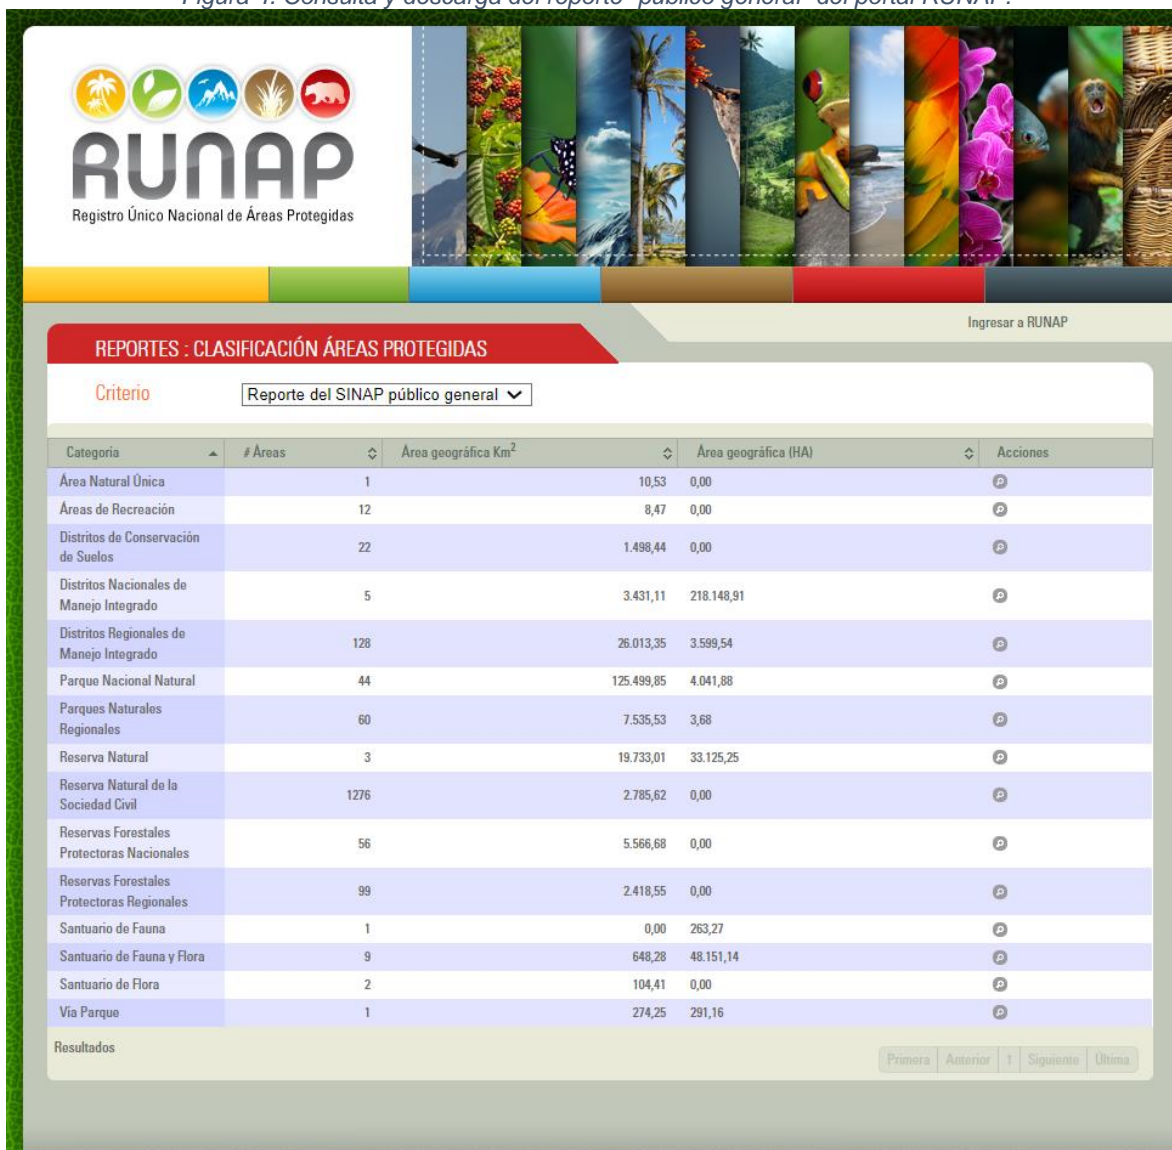 Figura 4. Consulta y descarga del reporte "público general" del portal RUNAP.
RUNAP
Registro Único Nacional de Áreas Protegidas
Ingresar a RUNAP
REPORTES : CLASIFICACIÓN ÁREAS PROTEGIDAS
Criterio Reporte del SINAP público general
Categoria # Áreas Área geográfica Km² Área geográfica (HA) Acciones
Área Natural Única 1 10,53 0,00
Áreas de Recreación 12 8,47 0,00
Distritos de Conservación
de Suelos 22 1.498,44 0,00
Distritos Nacionales de
Manejo Integrado 5 3.431,11 218.148,91
Distritos Regionales de
Manejo Integrado 128 26.013,35 3.599,54
Parque Nacional Natural 44 125.499,85 4.041,88
Parques Naturales
Regionales 60 7.535,53 3,68
Reserva Natural 3 19.733,01 33.125,25
Reserva Natural de la
Sociedad Civil 1276 2.785,62 0,00
Reservas Forestales
Protectoras Nacionales 56 5.566,68 0,00
Reservas Forestales
Protectoras Regionales 99 2.418,55 0,00
Santuario de Fauna 1 0,00 263,27
Santuario de Fauna y Flora 9 648,28 48.151,14
Santuario de Flora 2 104,41 0,00
Vía Parque 1 274,25 291,16
Resultados
Primera Anterior 1 Siguiente Última